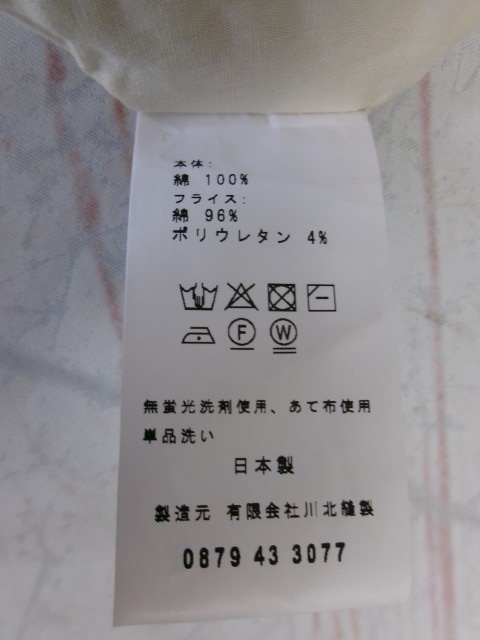 本体:
綿 100%
フライス:
綿 96%
ポリウレタン 4%
F W
無蛍光洗剤使用、あて布使用
単品洗い
日本製
製造元 有限会社川北縫製
0879 43 3077